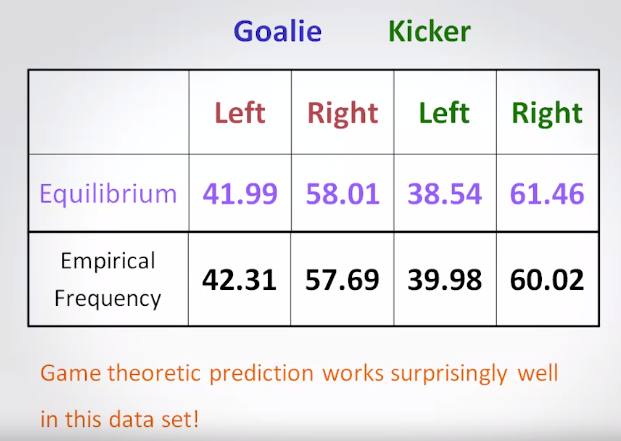 Goalie Kicker
Left Right Left Right
Equilibrium 41.99 58.01 38.54 61.46
Empirical
Frequency 42.31 57.69 39.98 60.02
Game theoretic prediction works surprisingly well
in this data set!